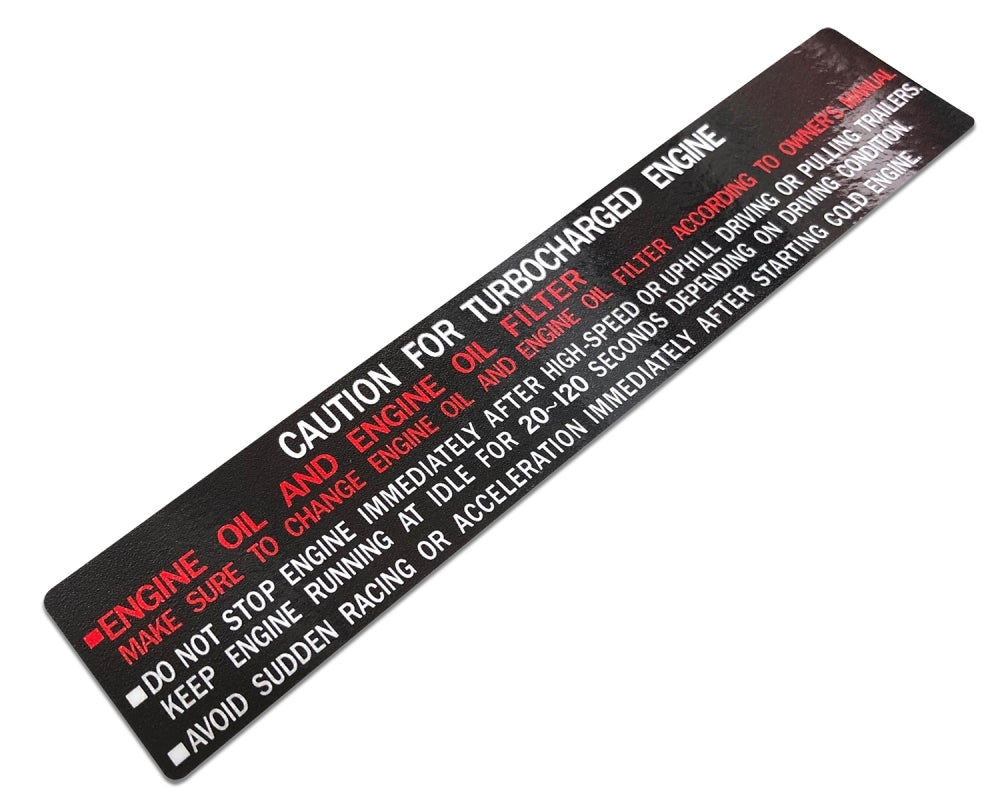 CAUTION FOR TURBOCHARGED ENGINE
■ENGINE OIL AND ENGINE OIL FILTER
MAKE SURE TO CHANGE ENGINE OIL AND ENGINE OIL FILTER ACCORDING TO OWNER'S MANUAL
■DO NOT STOP ENGINE IMMEDIATELY AFTER HIGH-SPEED OR UPHILL DRIVING OR PULLING TRAILERS.
KEEP ENGINE RUNNING AT IDLE FOR 20~120 SECONDS DEPENDING ON DRIVING CONDITION.
■AVOID SUDDEN RACING OR ACCELERATION IMMEDIATELY AFTER STARTING COLD ENGINE.